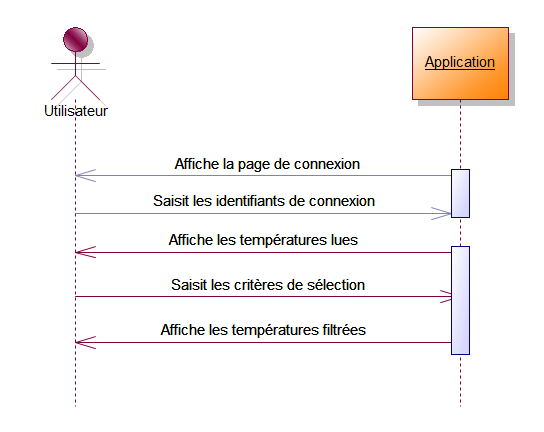 Application
Utilisateur
Affiche la page de connexion
Saisit les identifiants de connexion
Affiche les températures lues
Saisit les critères de sélection
Affiche les températures filtrées